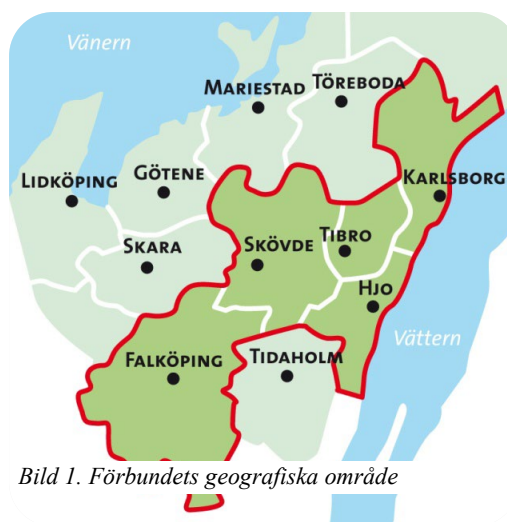 Vänern
MARIESTAD
TÖREBODA
LIDKÖPING
GÖTENE
KARLSBORG
SKARA
SKÖVDE
TIBRO
HJO
Vättern
FALKÖPING
TIDAHOLM
Bild 1. Förbundets geografiska område